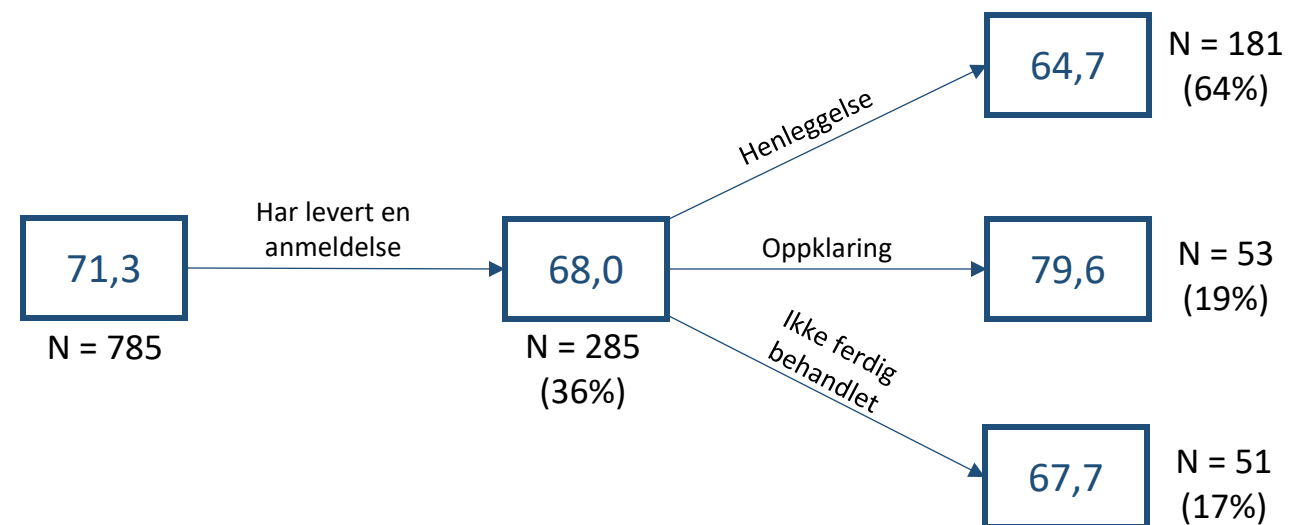 71,3
N = 785
Har levert en
anmeldelse
68,0
N = 285
(36%)
Henleggelse
64,7
N = 181
(64%)
Oppklaring
79,6
N = 53
(19%)
Ikke ferdig
behandlet
67,7
N = 51
(17%)